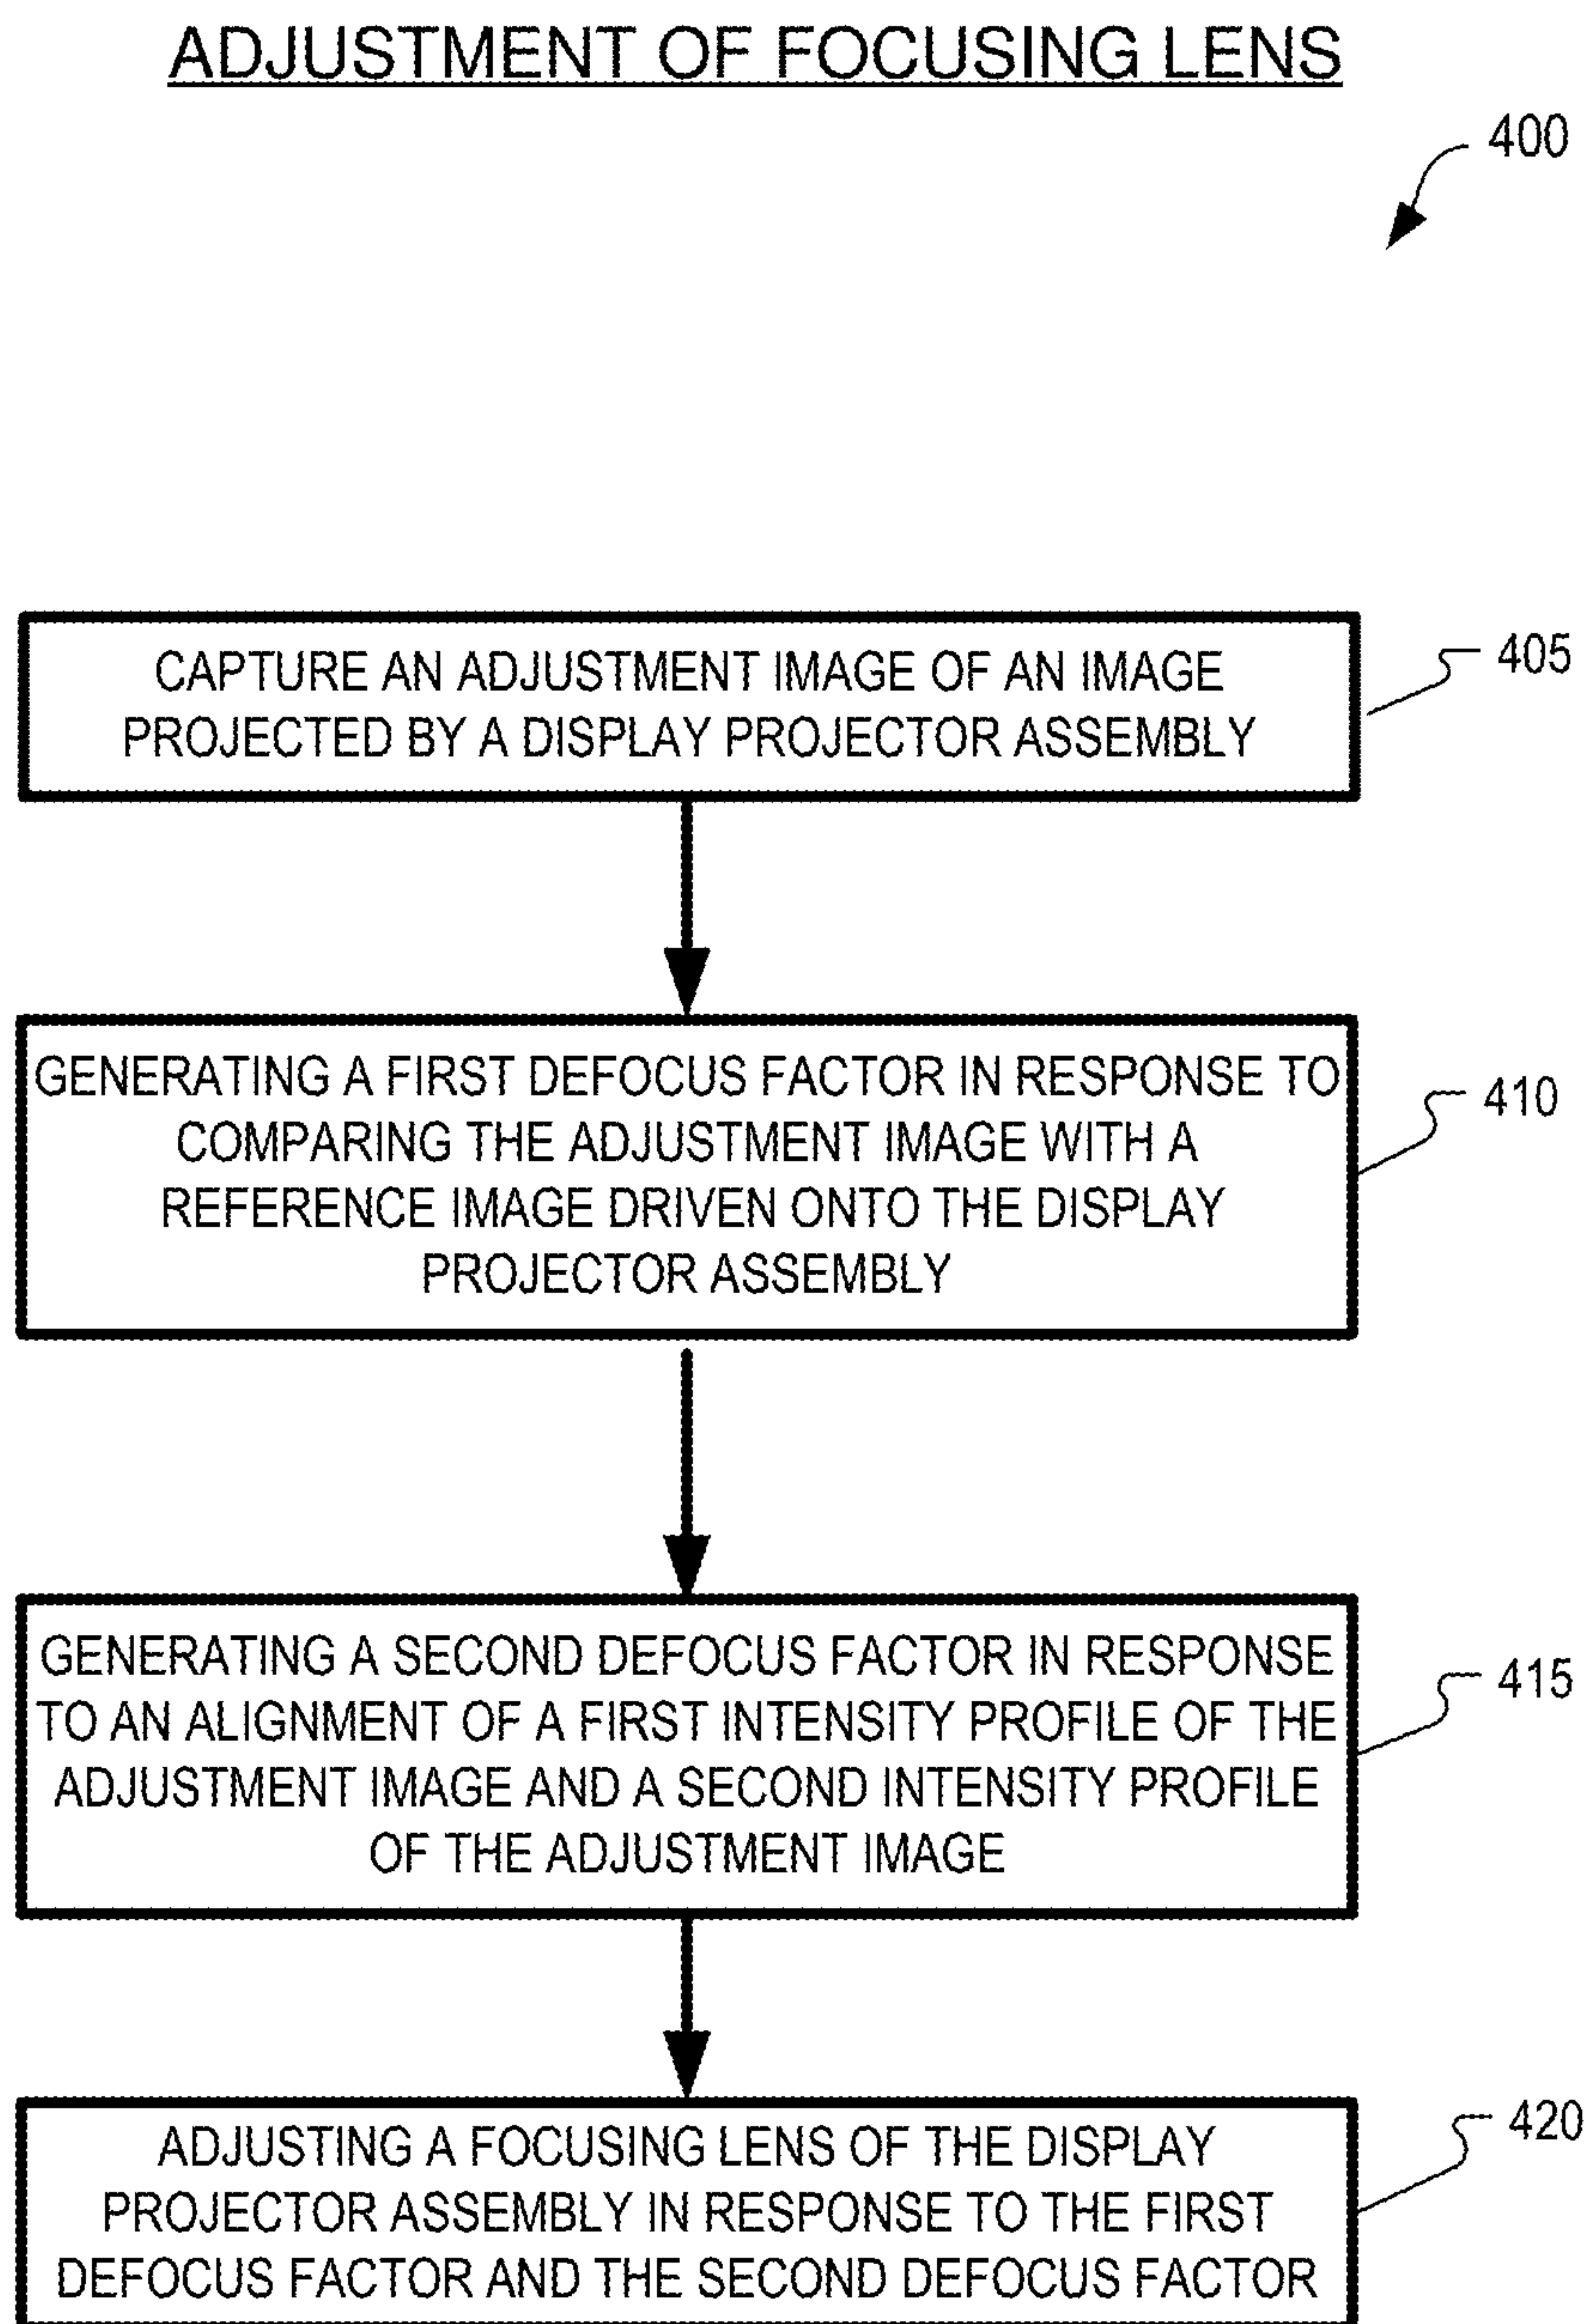 ADJUSTMENT OF FOCUSING LENS
400
CAPTURE AN ADJUSTMENT IMAGE OF AN IMAGE
PROJECTED BY A DISPLAY PROJECTOR ASSEMBLY
405
GENERATING A FIRST DEFOCUS FACTOR IN RESPONSE TO
COMPARING THE ADJUSTMENT IMAGE WITH A
REFERENCE IMAGE DRIVEN ONTO THE DISPLAY
PROJECTOR ASSEMBLY
410
GENERATING A SECOND DEFOCUS FACTOR IN RESPONSE
TO AN ALIGNMENT OF A FIRST INTENSITY PROFILE OF THE
ADJUSTMENT IMAGE AND A SECOND INTENSITY PROFILE
OF THE ADJUSTMENT IMAGE
415
ADJUSTING A FOCUSING LENS OF THE DISPLAY
PROJECTOR ASSEMBLY IN RESPONSE TO THE FIRST
DEFOCUS FACTOR AND THE SECOND DEFOCUS FACTOR
420